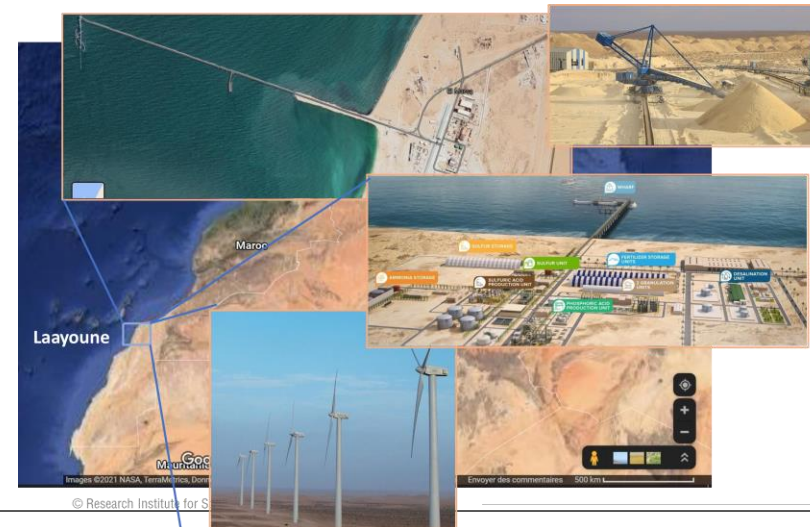 WHARF
SULFUR STORAGE
SULFUR UNIT
FERTILIZER STORAGE
UNITS
AMMONIA STORAGE
SULFURIC ACID
PRODUCTION UNIT
2 GRANULATION
UNITS
DESALINATION
UNIT
PHOSPHORIC ACID
PRODUCTION UNIT
Maroc
Laayoune
Goo
Images ©2021 NASA, TerraMetrics,
Envoyer des commentaires 500 km
© Research Institute for S